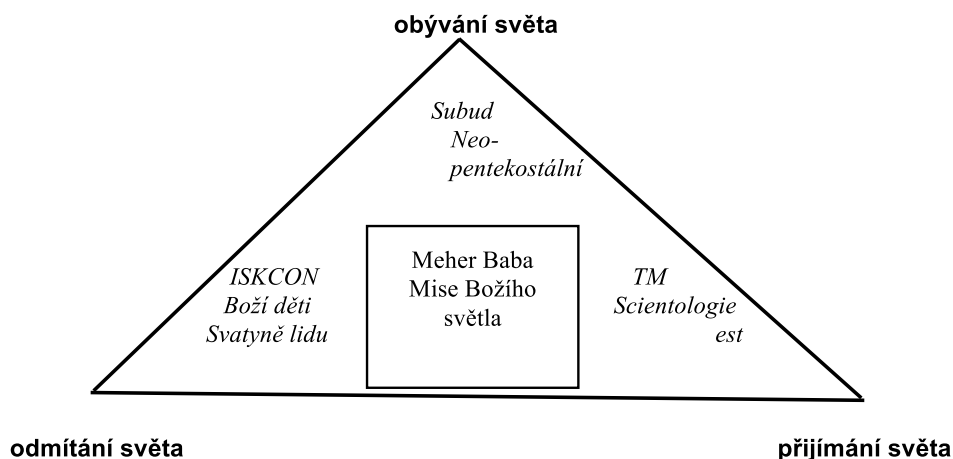 obývání světa
Subud
Neo-
pentekostální
ISKCON
Boží děti
Svatyně lidu
Meher Baba
Mise Božího
světla
TM
Scientologie
est
odmítání světa
přijímání světa